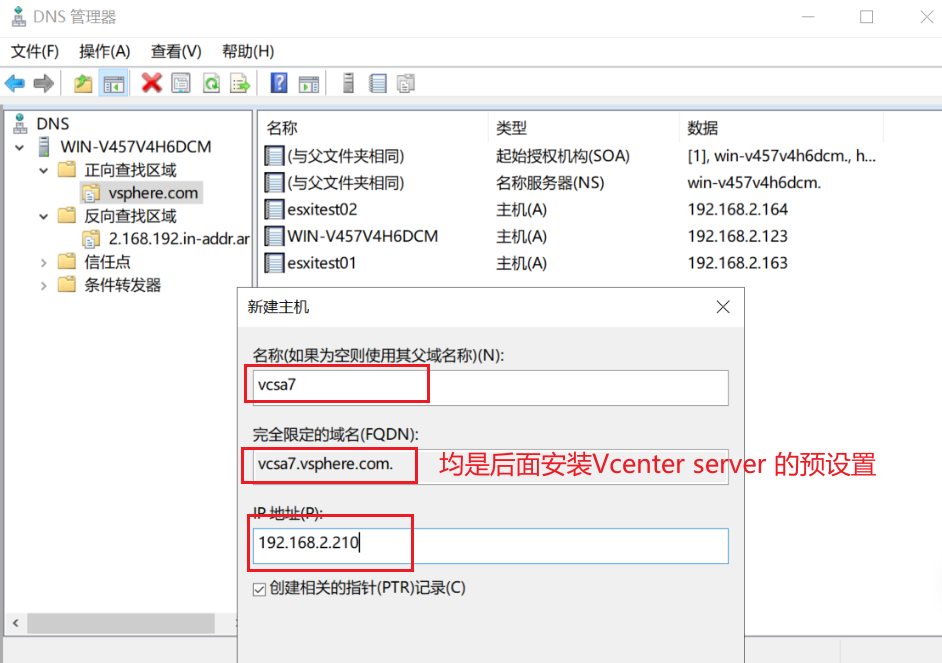 DNS 管理器
文件(F) 操作(A) 查看(V) 帮助(H)
DNS
WIN-V457V4H6DCM
正向查找区域
vsphere.com
反向查找区域
2.168.192.in-addr.ar
信任点
条件转发器
名称 类型 数据
(与父文件夹相同) 起始授权机构(SOA) [1], win-v457v4h6dcm., h...
(与父文件夹相同) 名称服务器(NS) win-v457v4h6dcm.
esxitest02 主机(A) 192.168.2.164
WIN-V457V4H6DCM 主机(A) 192.168.2.123
esxitest01 主机(A) 192.168.2.163
新建主机
名称(如果为空则使用其父域名称)(N):
vcsa7
完全限定的域名(FQDN):
vcsa7.vsphere.com. 均是后面安装Vcenter server 的预设置
IP 地址(P):
192.168.2.210
创建相关的指针(PTR)记录(C)